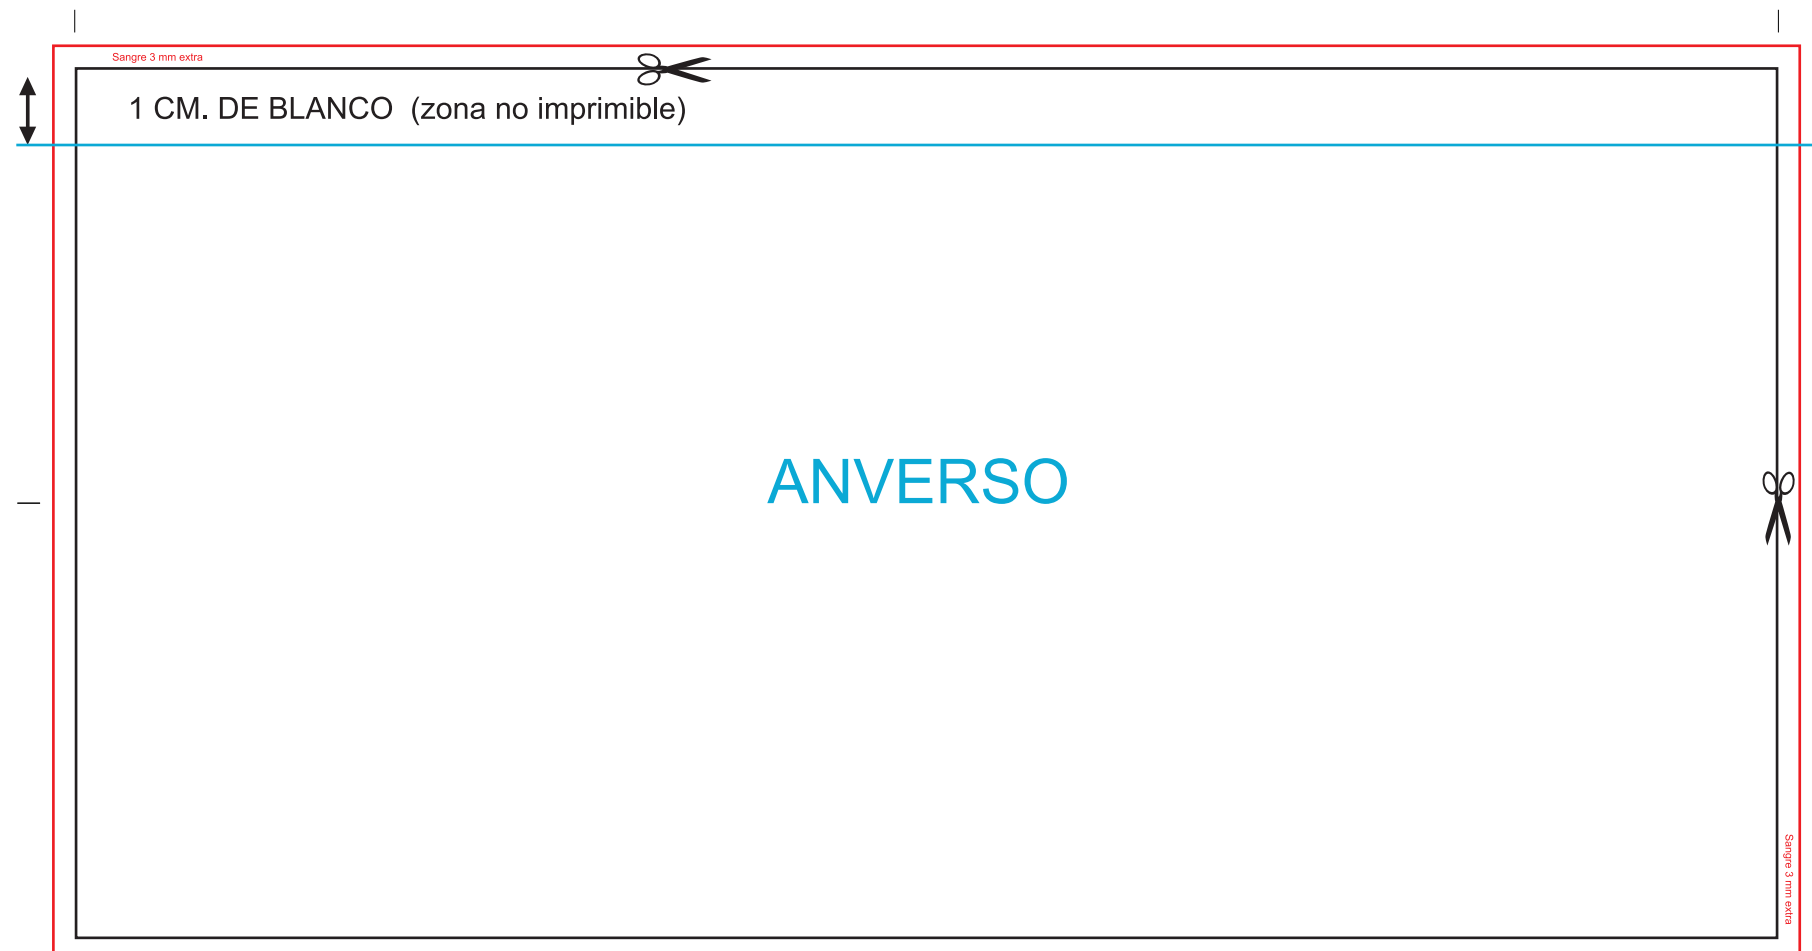 Sangre 3 mm extra
1 CM. DE BLANCO (zona no imprimible)
ANVERSO
Sangre 3 mm extra